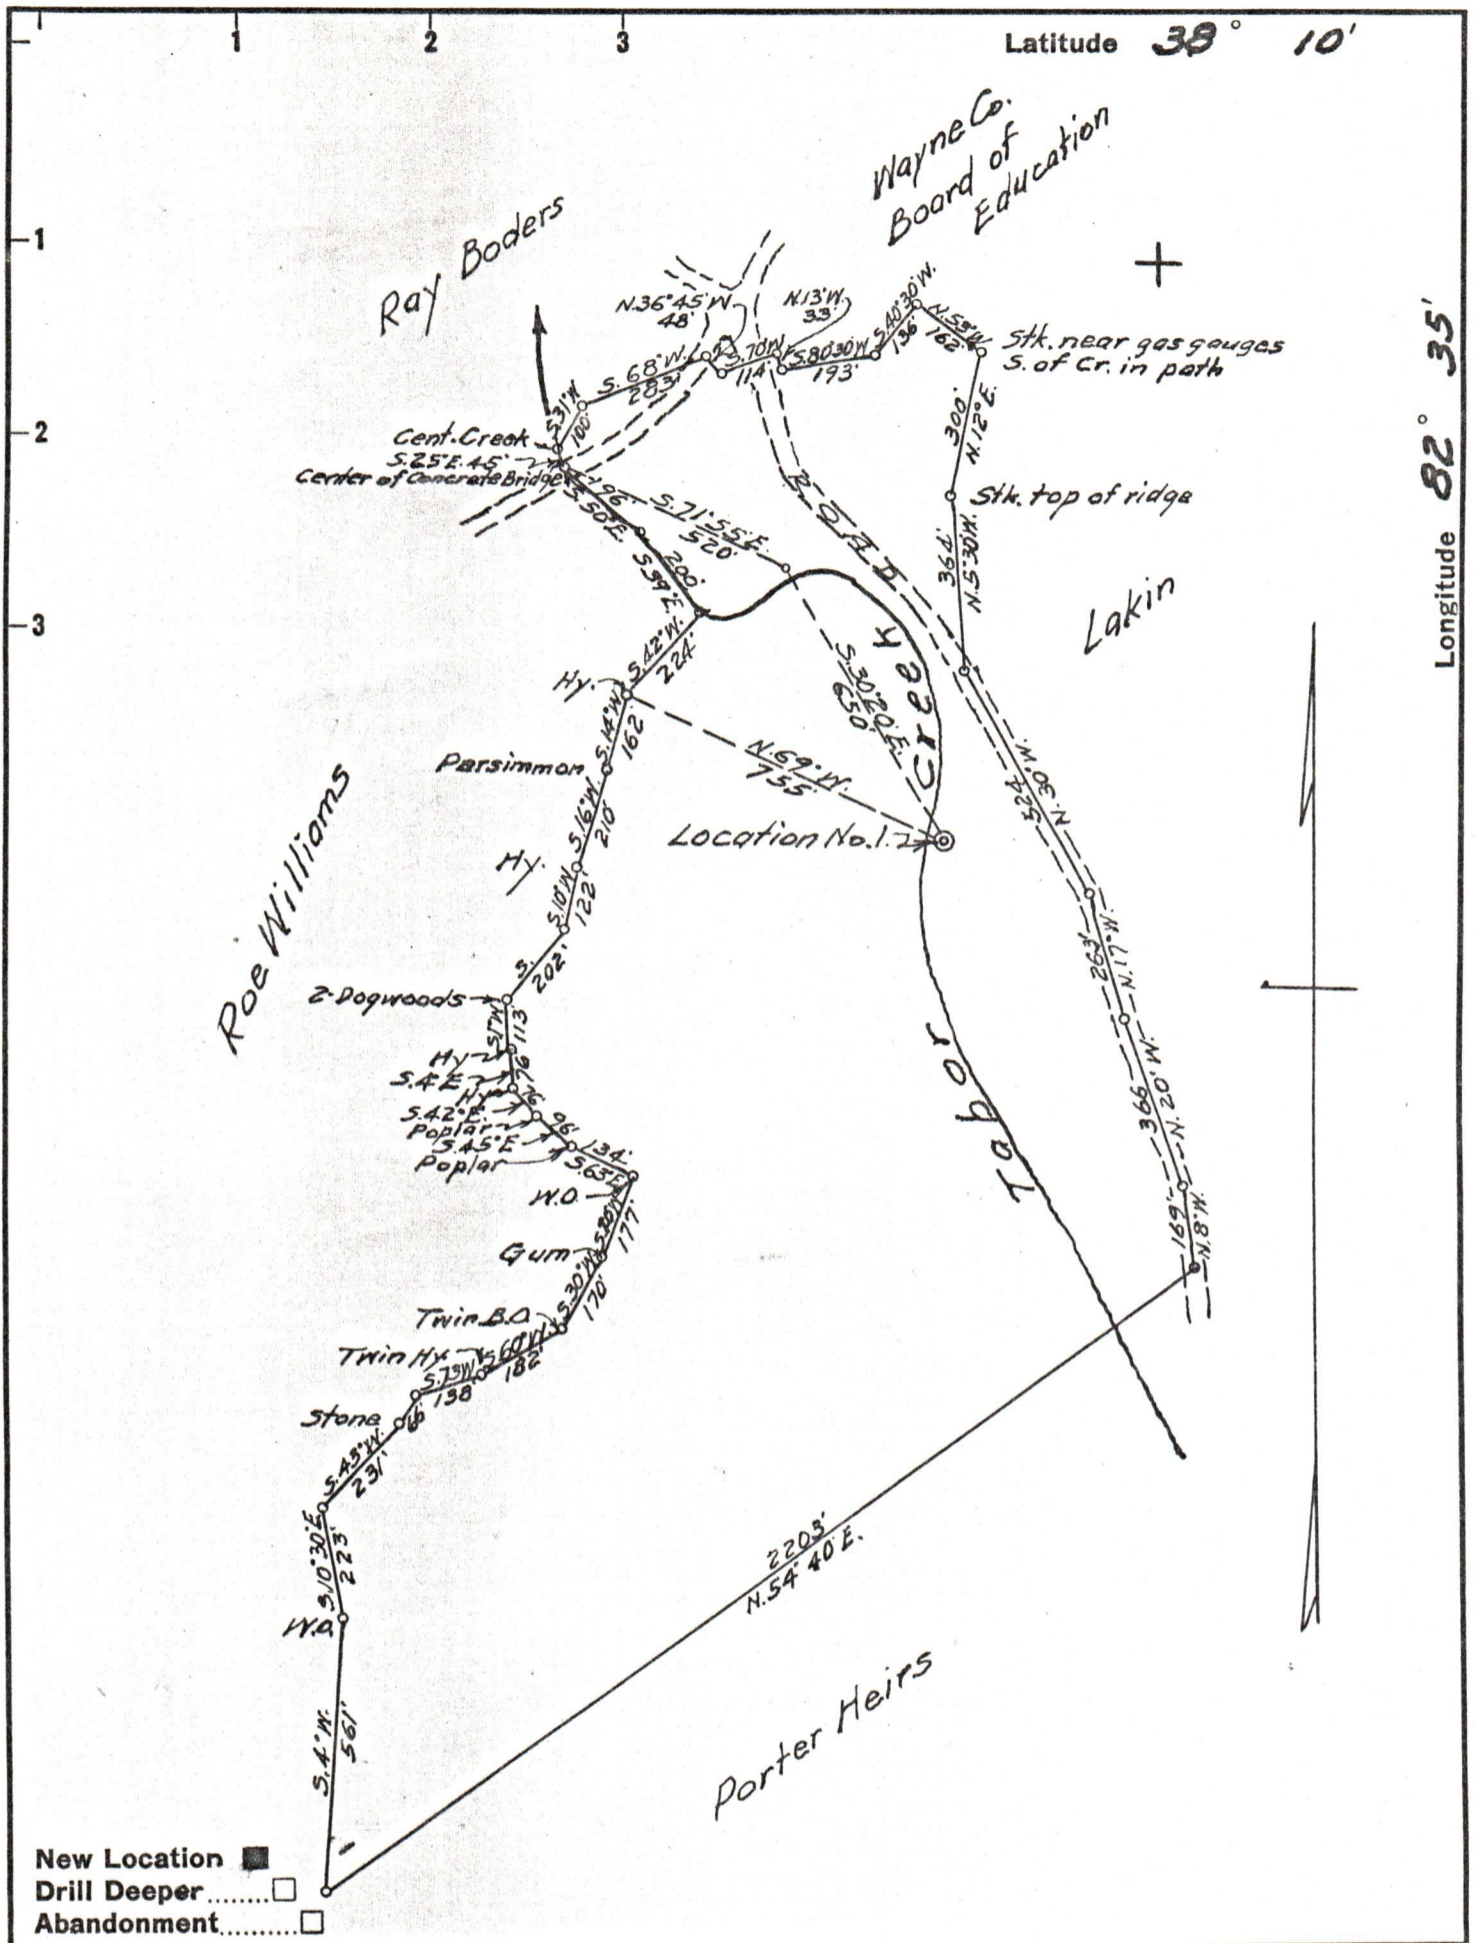 1 2 3
Latitude 38° 10'
Longitude 82° 35'
1
2
3
Wayne Co.
Board of
Education
Ray Boders
N.36°45'W.
48'
N.13°W.
33'
S.40°30'W.
136'
N.53°W.
162'
Stk. near gas gauges
S. of Cr. in path
S.68°W.
283'
S.70°W.
114'
S.80°30'W.
193'
S.31°W.
100'
300'
N.12°E.
Cent. Creek
S.25°E. 45'
Center of Concrete Bridge
96'
S.50°E.
S.71°55'E.
520'
ROAD
Stk. top of ridge
200'
S.39°E.
364'
N.5°30'W.
Lakin
S.42°W.
224'
Hy.
S.30°20'E.
650'
Tabor Creek
S.14°W.
162'
Parsimmon
N.69°W.
755'
S.16°W.
210'
524'
N.30°W.
Location No.1.
Hy.
S.10°W.
122'
Roe Williams
263'
N.17°W.
S.
202'
2-Dogwoods
S.1°W.
113'
Hy.
S.4°E.
76'
Hy.
76'
S.42°E.
Poplar
96'
S.45°E
Poplar
134'
S.63°E.
366
N.20°W.
W.O.
177'
169'
N.8°W.
Gum
S.30°W.
170'
Twin B.O.
Twin Hy.
S.60°W.
182'
S.73°W.
138'
Stone
S.43°W.
231'
S.10°30'E.
223'
W.O.
2203'
N.54°40'E.
S.4°W.
561'
Porter Heirs
New Location ■
Drill Deeper........□
Abandonment..........□